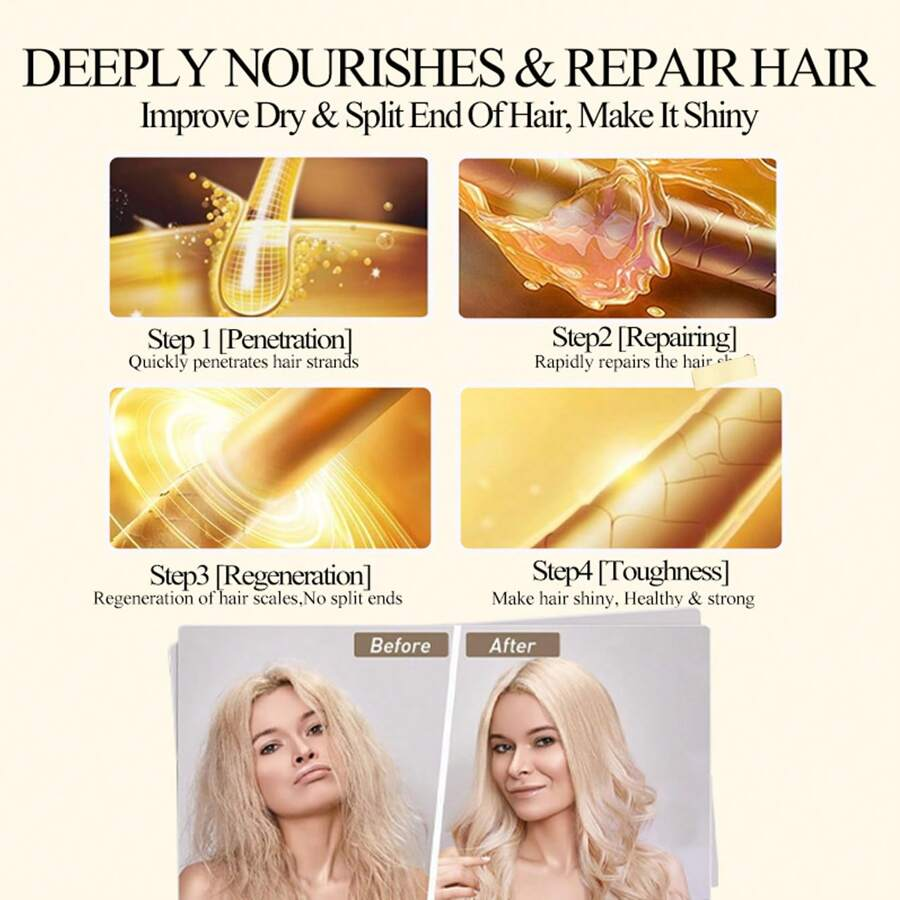 DEEPLY NOURISHES & REPAIR HAIR
Improve Dry & Split End Of Hair, Make It Shiny
Step 1 [Penetration]
Quickly penetrates hair strands
Step2 [Repairing]
Rapidly repairs the hair
Step3 [Regeneration]
Regeneration of hair scales,No split ends
Step4 [Toughness]
Make hair shiny, Healthy & strong
Before
After